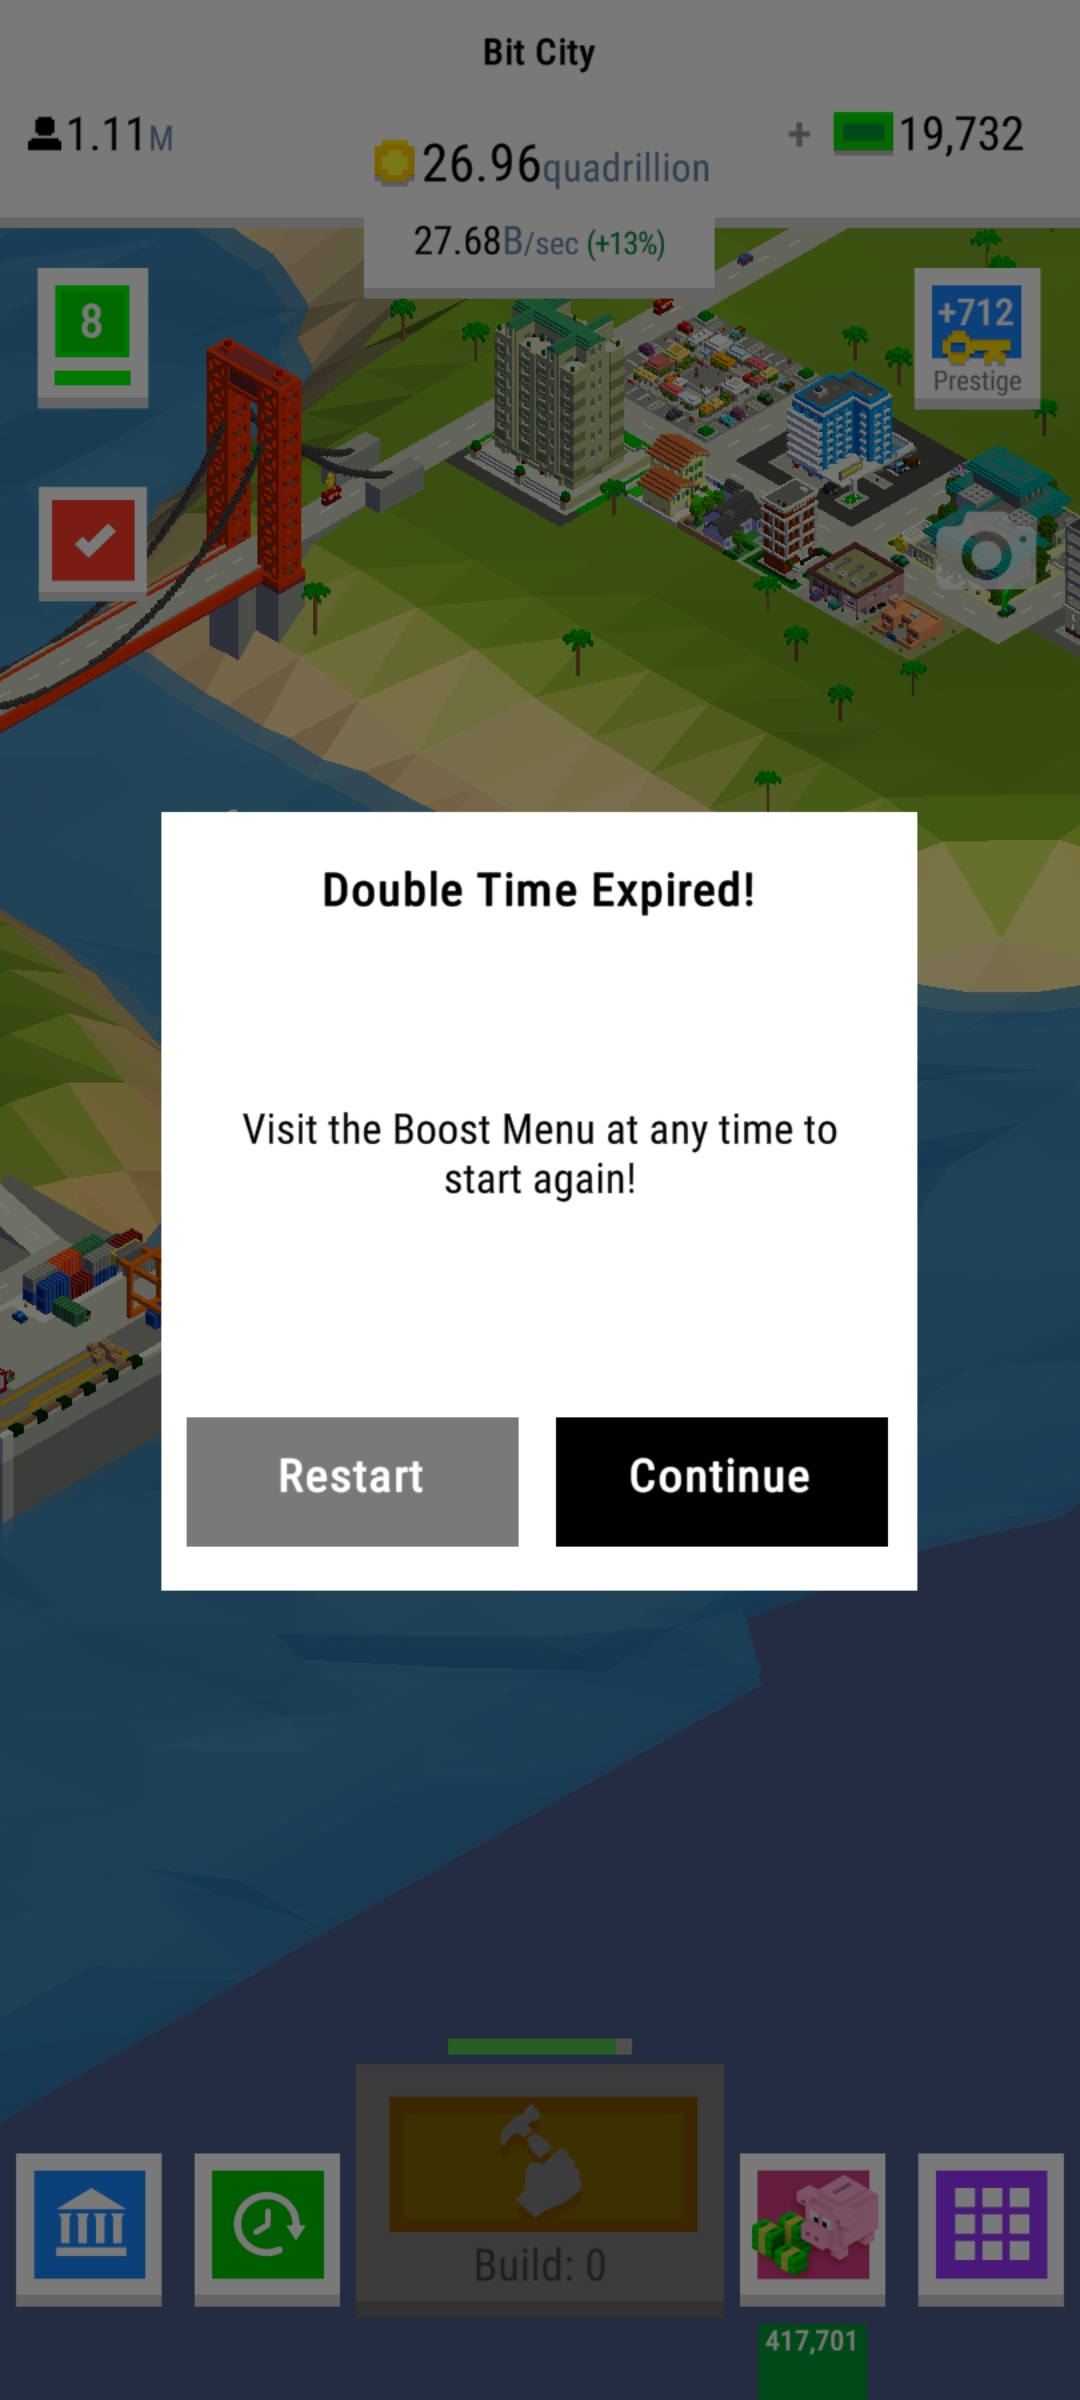 Bit City
1.11M
26.96quadrillion
+ 19,732
27.68B/sec (+13%)
8
+712
Prestige
Double Time Expired!
Visit the Boost Menu at any time to
start again!
Restart
Continue
Build: 0
417,701